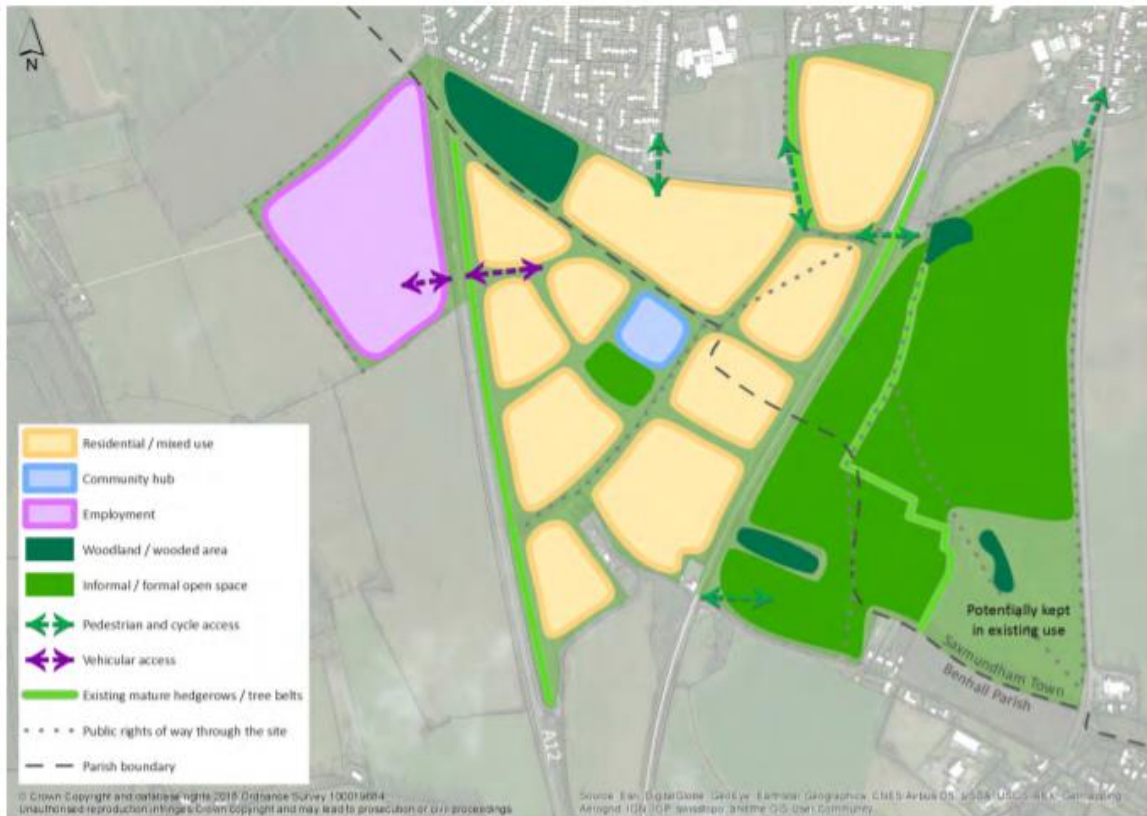 A12
N
Residential / mixed use
Community hub
Employment
Woodland / wooded area
Informal / formal open space
Pedestrian and cycle access
Vehicular access
Existing mature hedgerows / tree belts
Public rights of way through the site
Parish boundary
Potentially kept
in existing use
Saxmundham Town
Benhall Parish
A12
© Crown Copyright and database rights 2018 Ordnance Survey 100019684
Unauthorised reproduction infringes Crown copyright and may lead to prosecution or civil proceedings
Source: Esri, DigitalGlobe, GeoEye, Earthstar Geographics, CNES/Airbus DS, USDA, USGS, AEX, Getmapping,
Aerogrid, IGN, IGP, swisstopo, and the GIS User Community